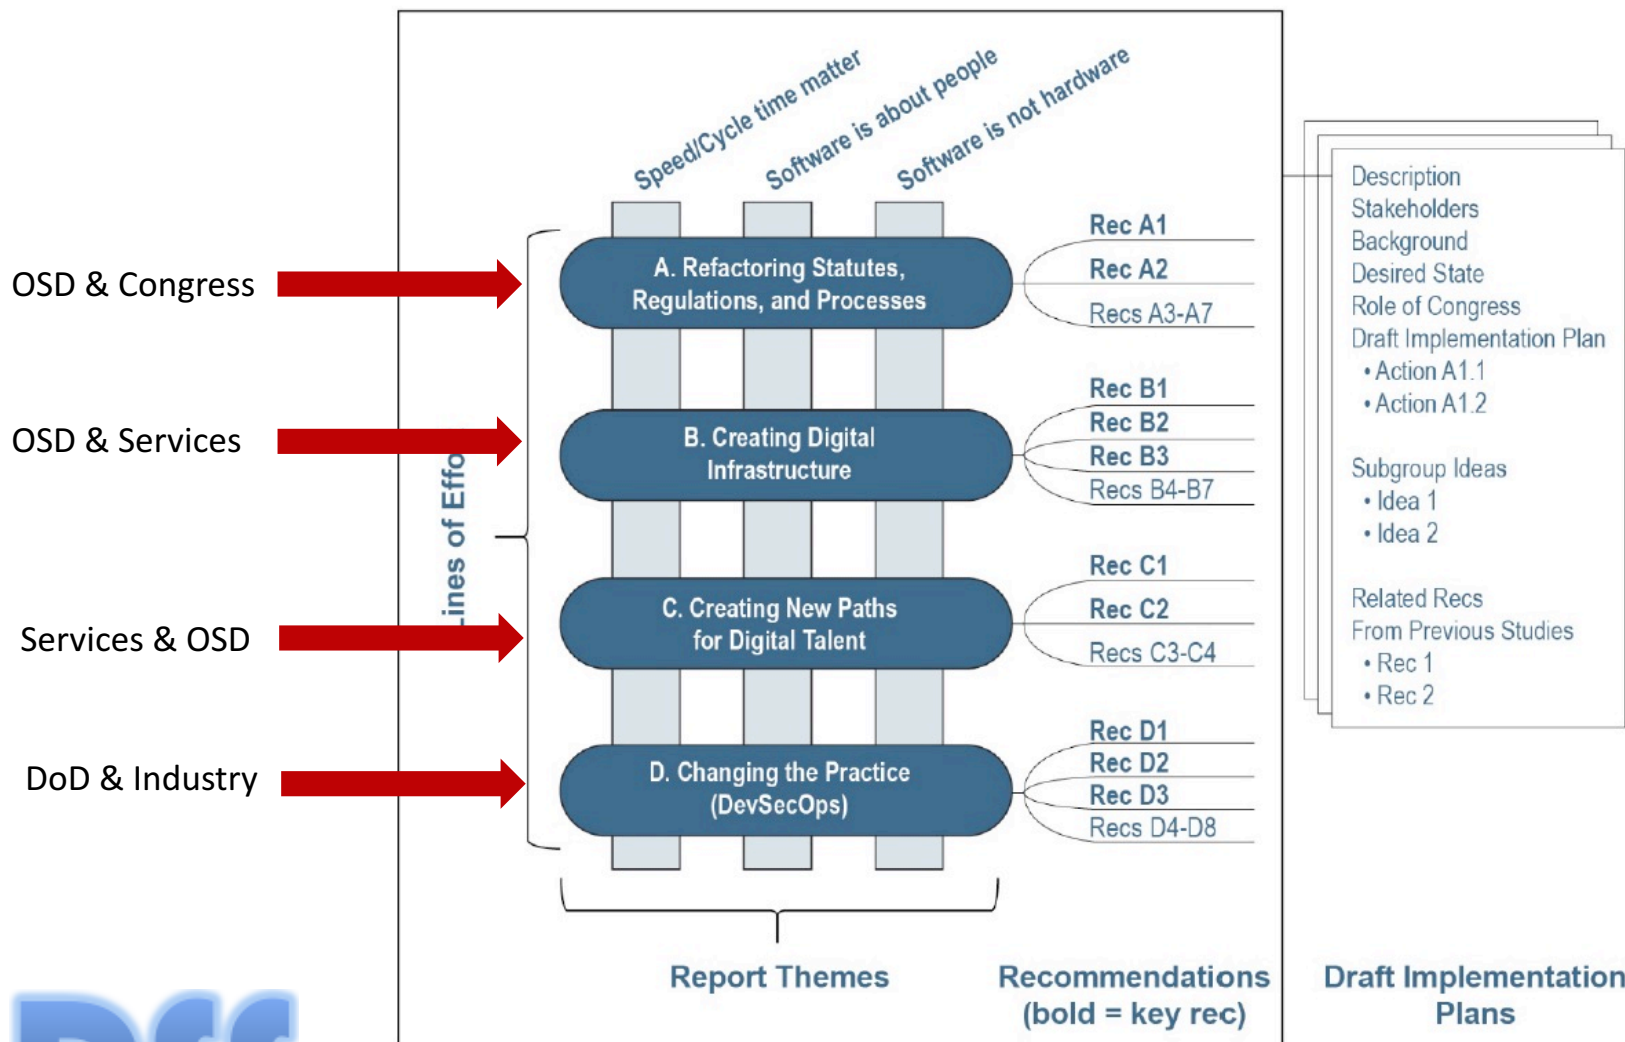 Speed/Cycle time matter
Software is about people
Software is not hardware
OSD & Congress
OSD & Services
Services & OSD
DoD & Industry
Lines of
A. Refactoring Statutes,
Regulations, and Processes
B. Creating Digital
Infrastructure
C. Creating New Paths
for Digital Talent
D. Changing the Practice
(DevSecOps)
Rec A1
Rec A2
Recs A3-A7
Rec B1
Rec B2
Rec B3
Recs B4-B7
Rec C1
Rec C2
Recs C3-C4
Rec D1
Rec D2
Rec D3
Recs D4-D8
Description
Stakeholders
Background
Desired State
Role of Congress
Draft Implementation Plan
• Action A1.1
• Action A1.2
Subgroup Ideas
• Idea 1
• Idea 2
Related Recs
From Previous Studies
• Rec 1
• Rec 2
Report Themes
Recommendations
(bold = key rec)
Draft Implementation
Plans